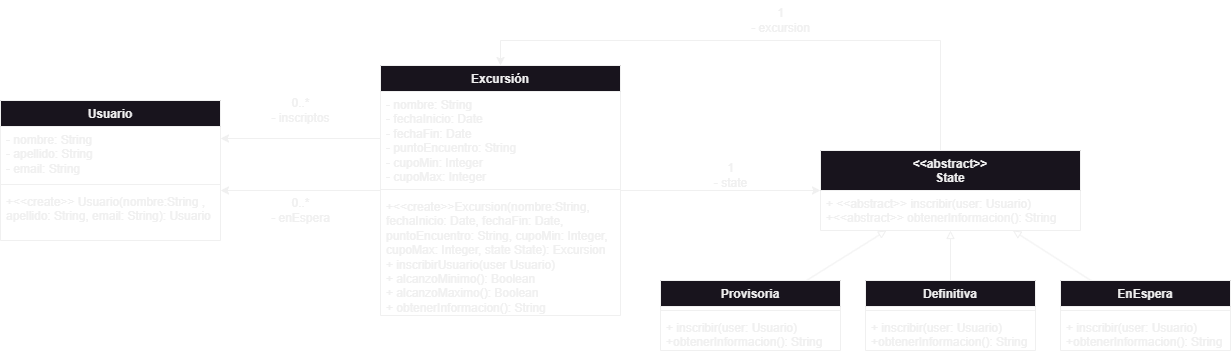 1
- excursion
Excursión
- nombre: String
- fechaInicio: Date
- fechaFin: Date
- puntoEncuentro: String
- cupoMin: Integer
- cupoMax: Integer
+<<create>>Excursion(nombre:String,
fechaInicio: Date, fechaFin: Date,
puntoEncuentro: String, cupoMin: Integer,
cupoMax: Integer, state State): Excursion
+ inscribirUsuario(user Usuario)
+ alcanzoMinimo(): Boolean
+ alcanzoMaximo(): Boolean
+ obtenerInformacion(): String
Usuario
- nombre: String
- apellido: String
- email: String
+<<create>> Usuario(nombre:String ,
apellido: String, email: String): Usuario
0..*
- inscriptos
0..*
- enEspera
1
- state
<<abstract>>
State
+ <<abstract>> inscribir(user: Usuario)
+<<abstract>> obtenerInformacion(): String
Provisoria
+ inscribir(user: Usuario)
+obtenerInformacion(): String
Definitiva
+ inscribir(user: Usuario)
+obtenerInformacion(): String
EnEspera
+ inscribir(user: Usuario)
+obtenerInformacion(): String